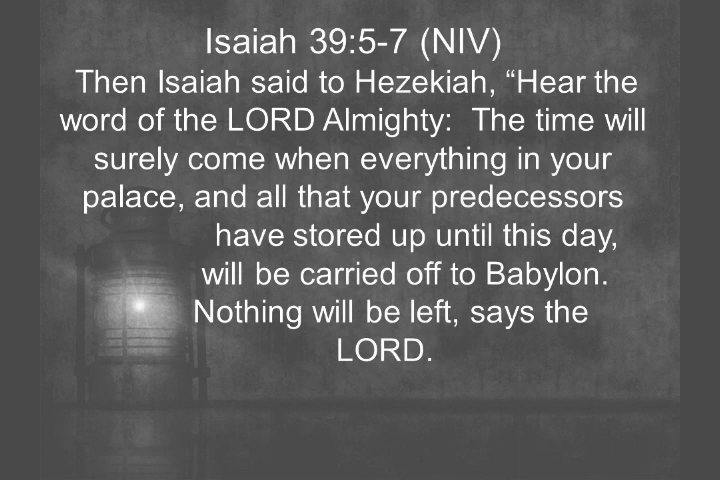 Isaiah 39:5-7 (NIV)
Then Isaiah said to Hezekiah, “Hear the
word of the LORD Almighty:  The time will
surely come when everything in your
palace, and all that your predecessors
have stored up until this day,
will be carried off to Babylon.
Nothing will be left, says the
LORD.